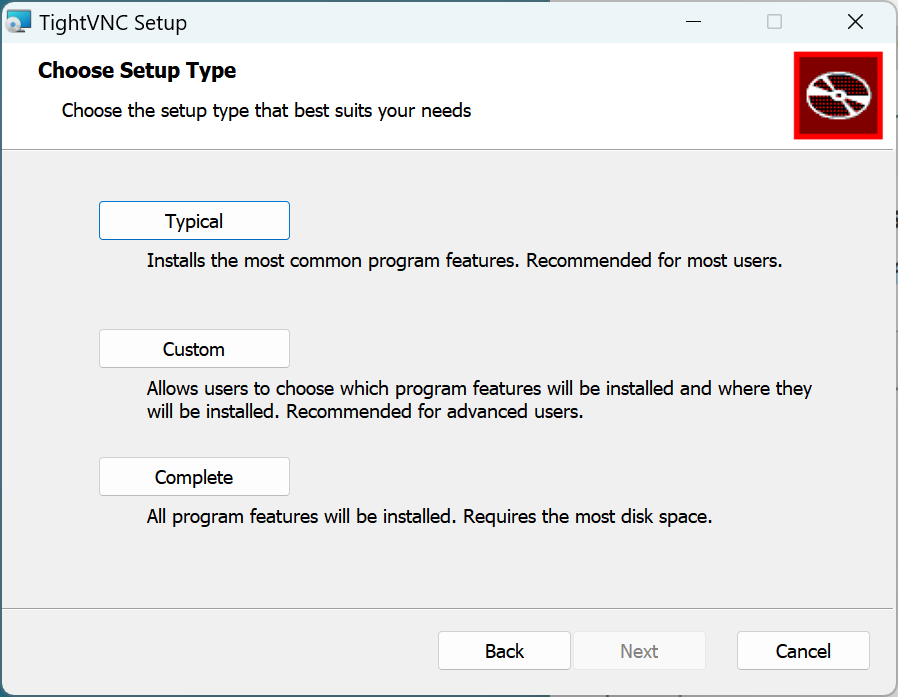 TightVNC Setup
Choose Setup Type
Choose the setup type that best suits your needs
Typical
Installs the most common program features. Recommended for most users.
Custom
Allows users to choose which program features will be installed and where they
will be installed. Recommended for advanced users.
Complete
All program features will be installed. Requires the most disk space.
Back
Next
Cancel